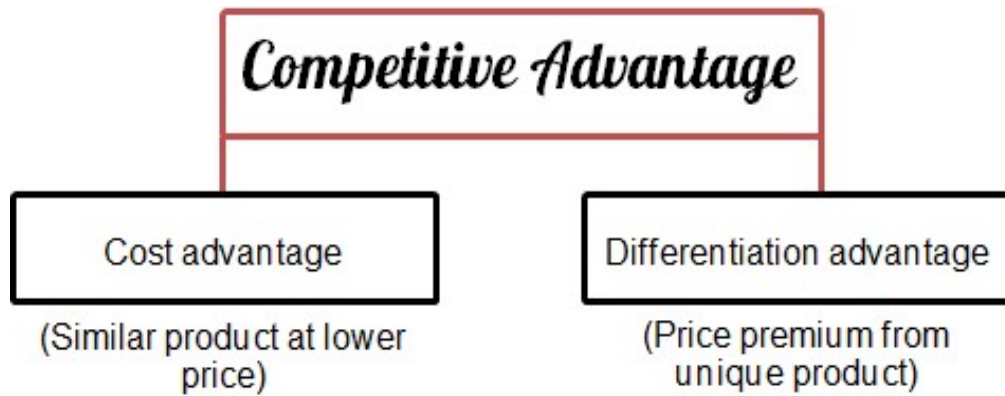 Competitive Advantage
Cost advantage
(Similar product at lower
price)
Differentiation advantage
(Price premium from
unique product)